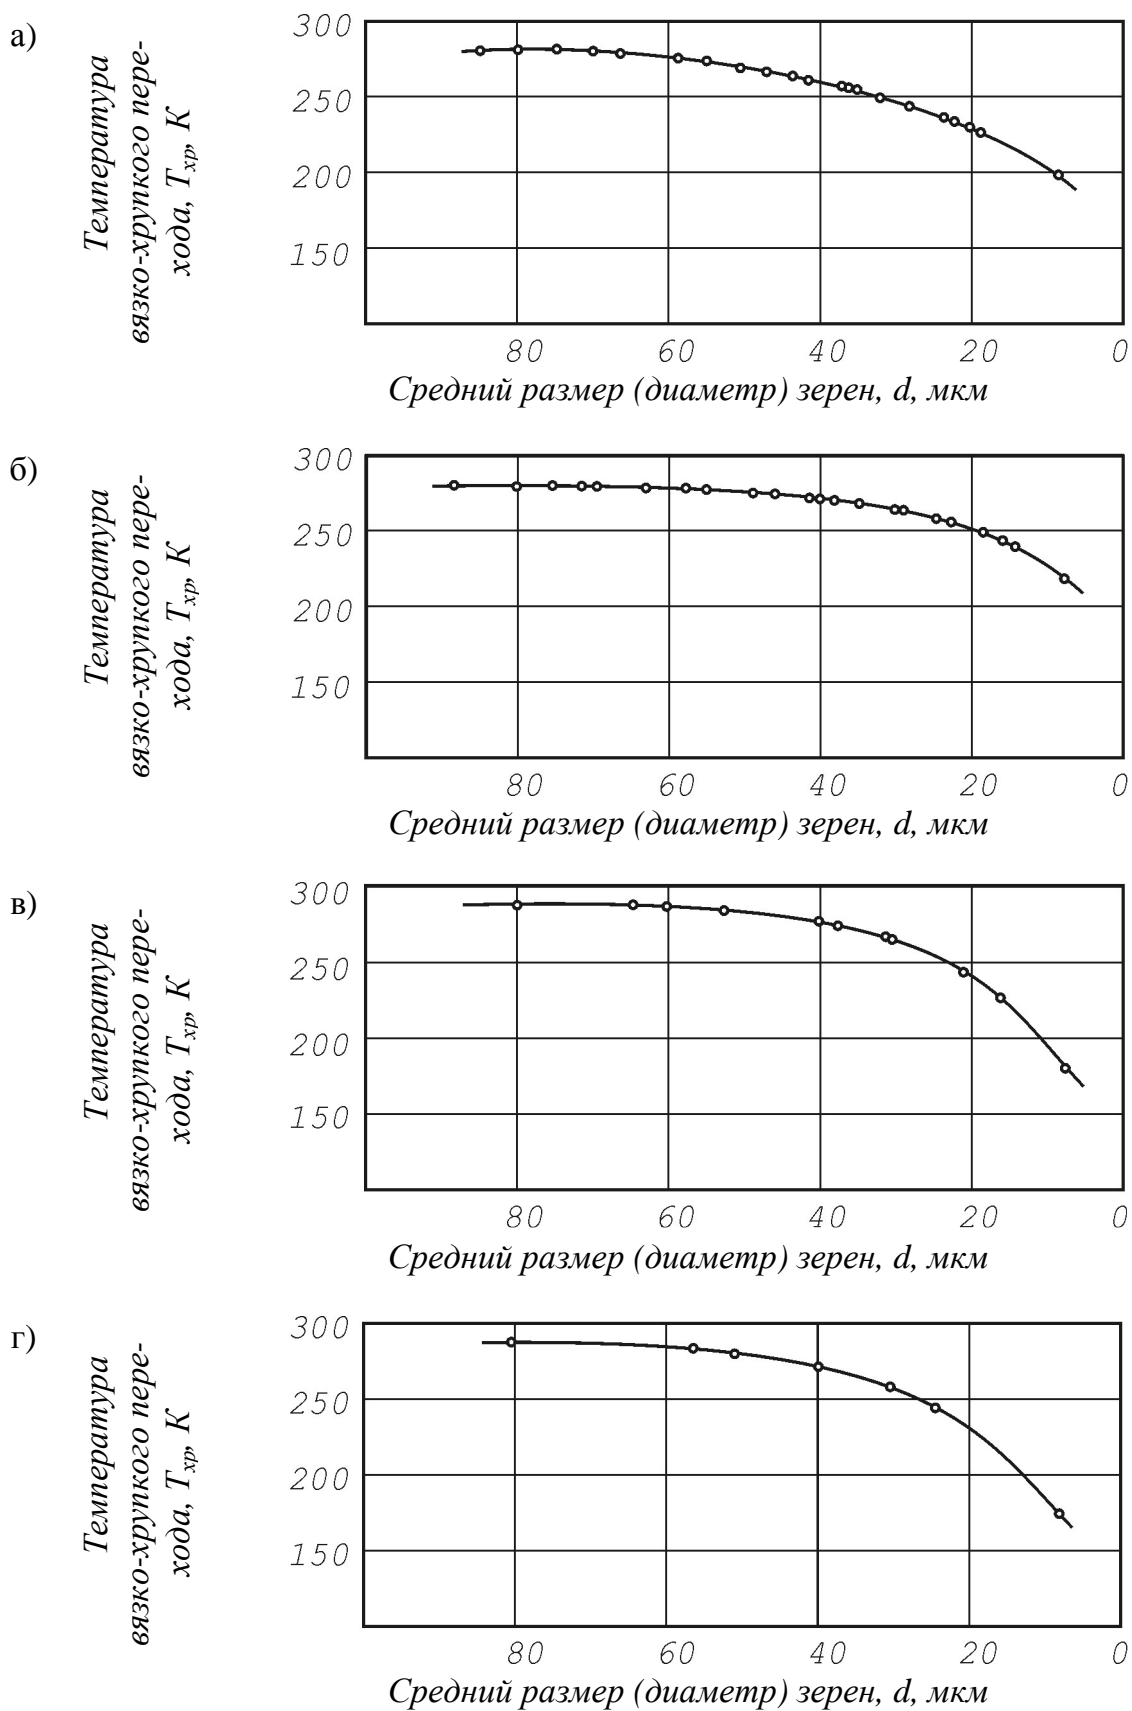 а)
Температура
вязко-хрупкого пере-
хода, Tхр, К
300
250
200
150
80 60 40 20 0
Средний размер (диаметр) зерен, d, мкм
б)
Температура
вязко-хрупкого пере-
хода, Tхр, К
300
250
200
150
80 60 40 20 0
Средний размер (диаметр) зерен, d, мкм
в)
Температура
вязко-хрупкого пере-
хода, Tхр, К
300
250
200
150
80 60 40 20 0
Средний размер (диаметр) зерен, d, мкм
г)
Температура
вязко-хрупкого пере-
хода, Tхр, К
300
250
200
150
80 60 40 20 0
Средний размер (диаметр) зерен, d, мкм